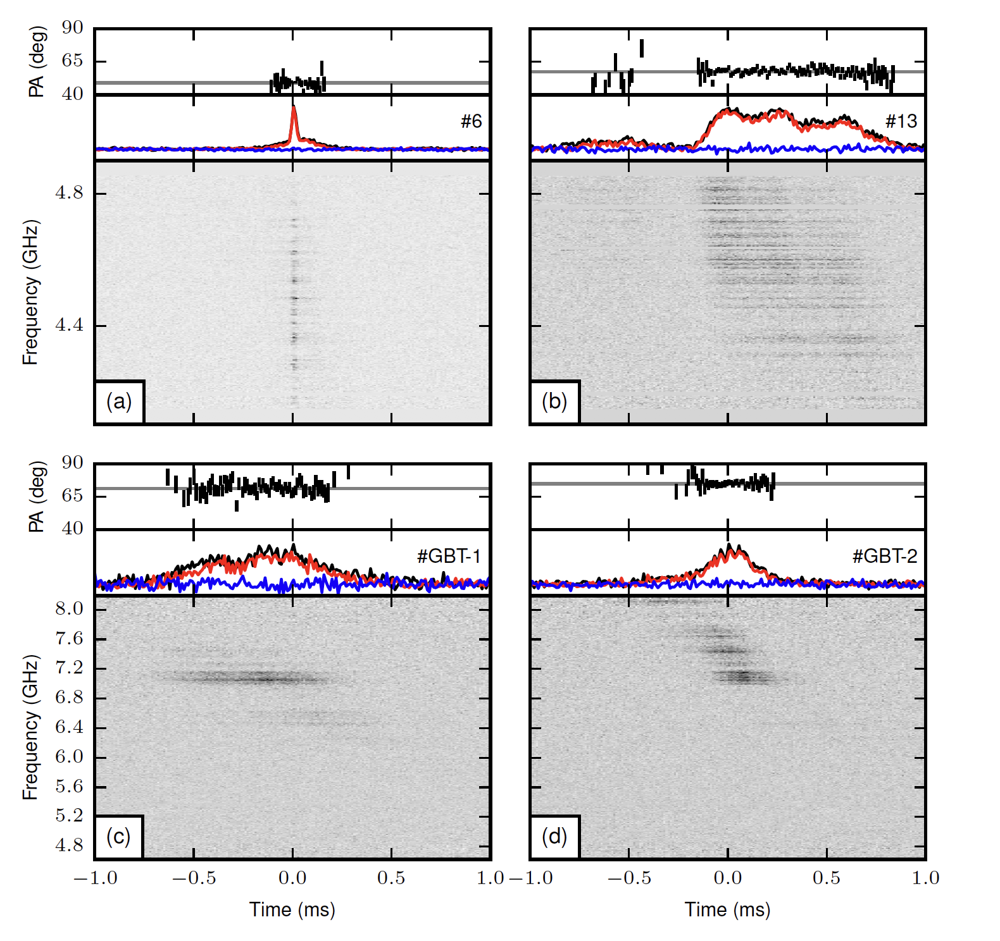 PA (deg)
90
65
40
#6
#13
Frequency (GHz)
4.8
4.4
(a)
(b)
PA (deg)
90
65
40
#GBT-1
#GBT-2
Frequency (GHz)
8.0
7.6
7.2
6.8
6.4
6.0
5.6
5.2
4.8
(c)
(d)
−1.0 −0.5 0.0 0.5 1.0 −1.0 −0.5 0.0 0.5 1.0
Time (ms) Time (ms)